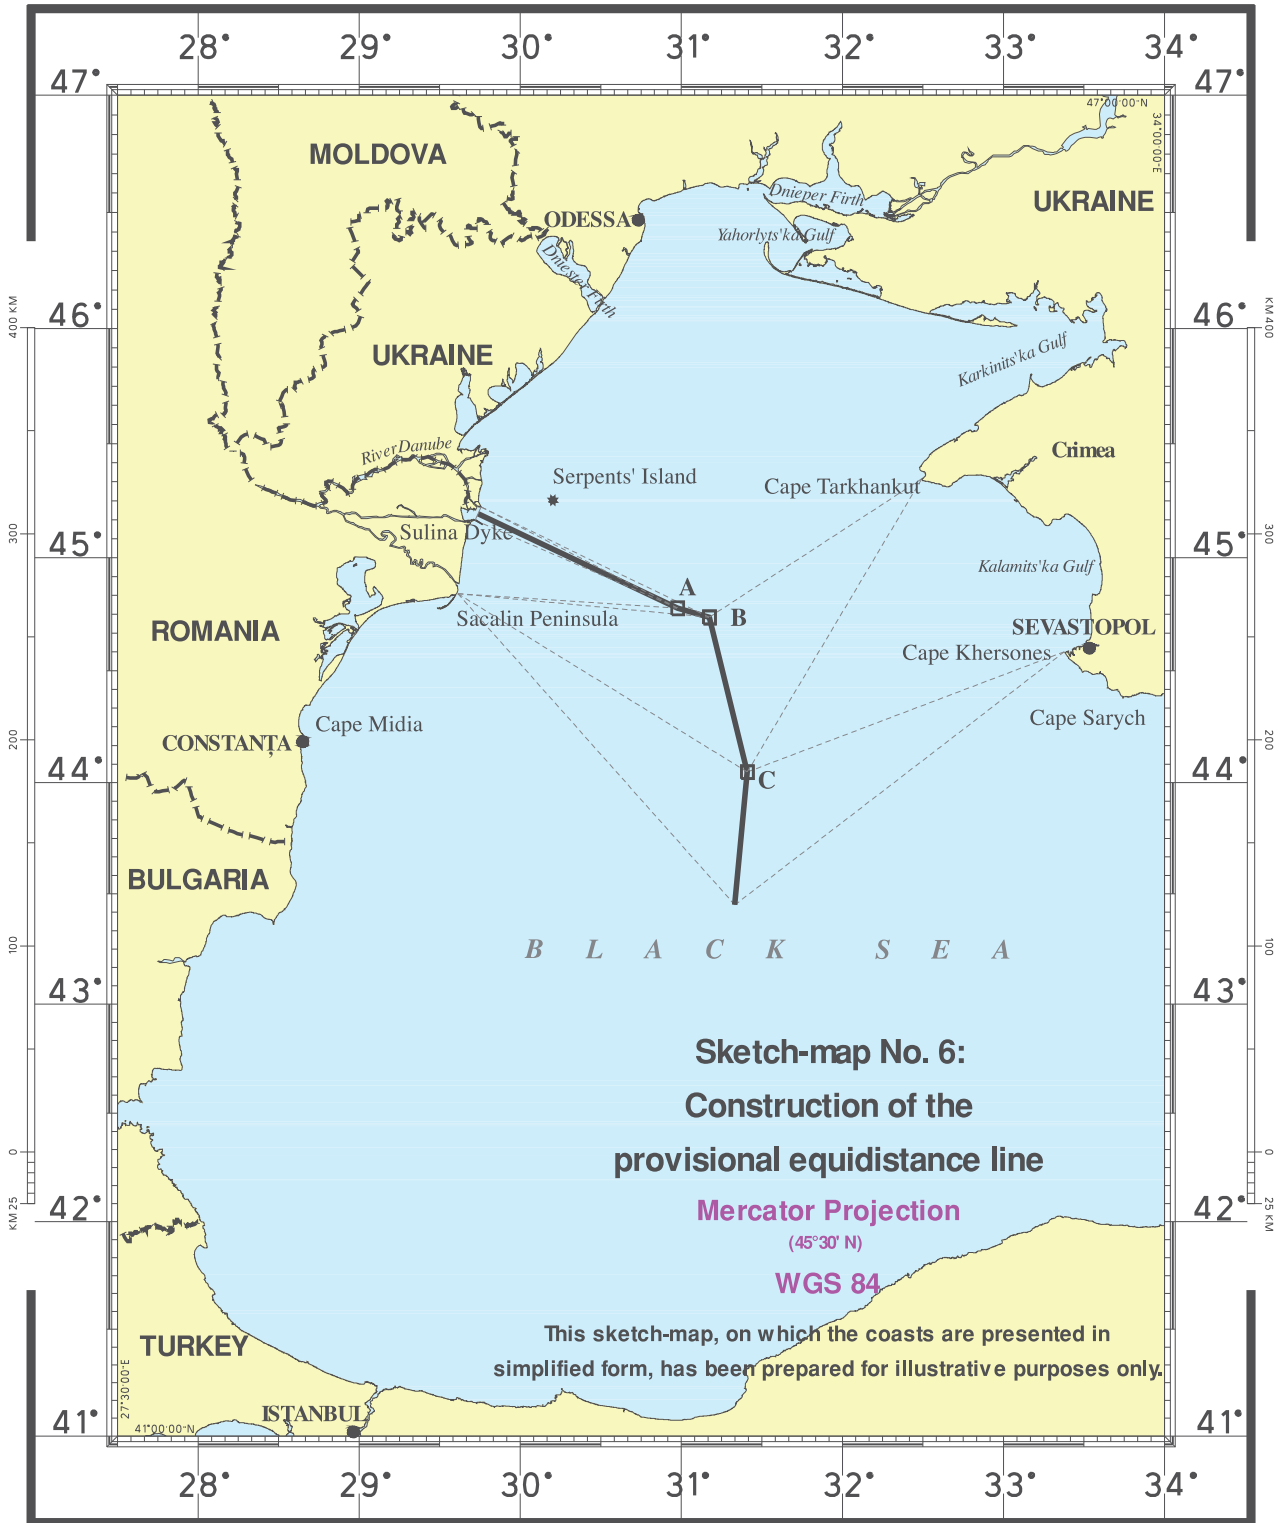 28° 29° 30° 31° 32° 33° 34°
47° 47°
47°00'00"N
34°00'00"E
MOLDOVA
Dnieper Firth
UKRAINE
ODESSA
Yahorlyts'ka Gulf
Dniester Firth
46° 46°
400 KM
KM 400
UKRAINE
Karkinits'ka Gulf
River Danube
Crimea
Serpents' Island
Cape Tarkhankut
300
300
Sulina Dyke
45° 45°
Kalamits'ka Gulf
A
B
Sacalin Peninsula
ROMANIA
SEVASTOPOL
Cape Khersones
Cape Midia
Cape Sarych
CONSTANȚA
200
200
44° 44°
C
BULGARIA
100
100
BLACK SEA
43° 43°
Sketch-map No. 6:
Construction of the
provisional equidistance line
0
0
Mercator Projection
42° 42°
KM 25
25 KM
(45°30' N)
WGS 84
This sketch-map, on which the coasts are presented in
simplified form, has been prepared for illustrative purposes only.
TURKEY
27°30'00"E
ISTANBUL
41°00'00"N
41° 41°
28° 29° 30° 31° 32° 33° 34°